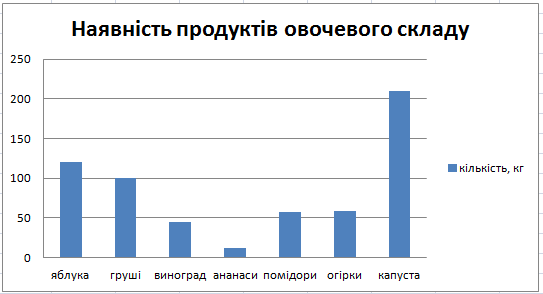 Наявність продуктів овочевого складу
250
200
150
100
50
0
яблука груші виноград ананаси помідори огірки капуста
кількість, кг